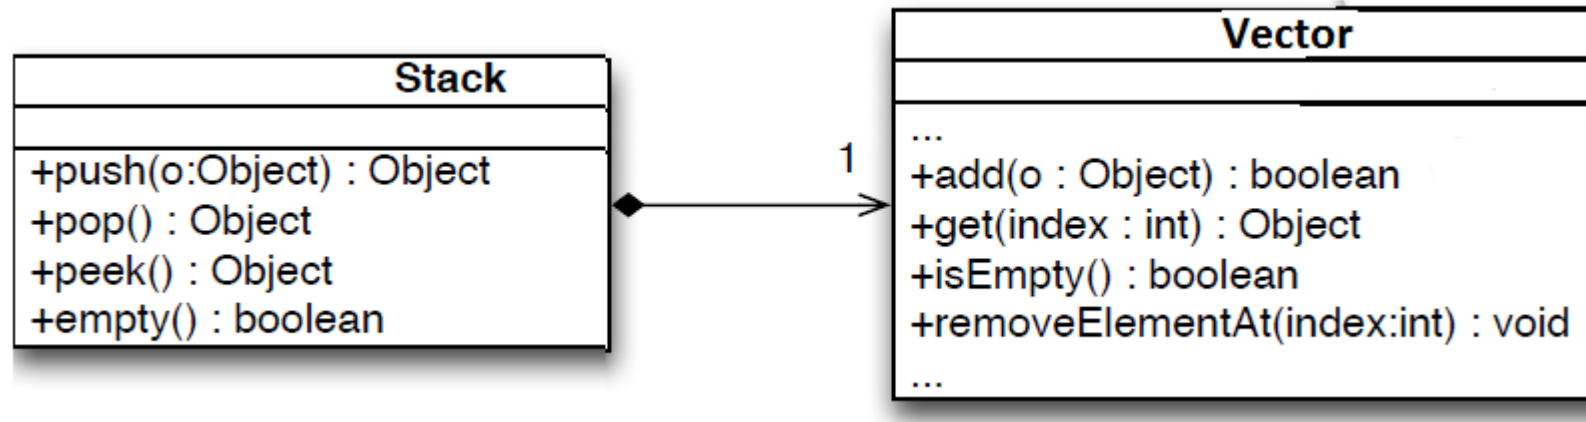 Stack
+push(o:Object) : Object
+pop() : Object
+peek() : Object
+empty() : boolean
1
Vector
...
+add(o : Object) : boolean
+get(index : int) : Object
+isEmpty() : boolean
+removeElementAt(index:int) : void
...